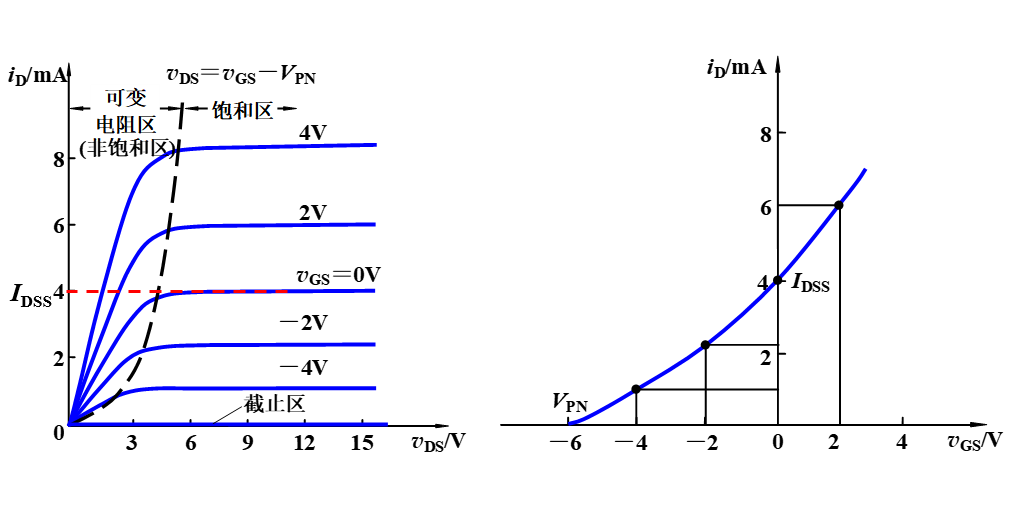 iD/mA
vDS=vGS－VPN
可变
电阻区
(非饱和区)
饱和区
4V
8
2V
6
vGS=0V
IDSS
4
－2V
2
－4V
截止区
0
3
6
9
12
15
vDS/V
iD/mA
8
6
4
IDSS
2
VPN
－6
－4
－2
0
2
4
vGS/V